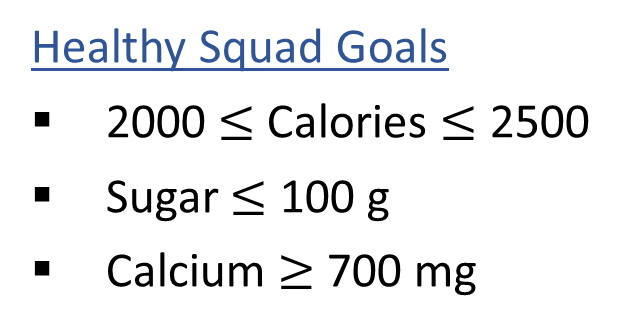 Healthy Squad Goals
▪ 2000 ≤ Calories ≤ 2500
▪ Sugar ≤ 100 g
▪ Calcium ≥ 700 mg